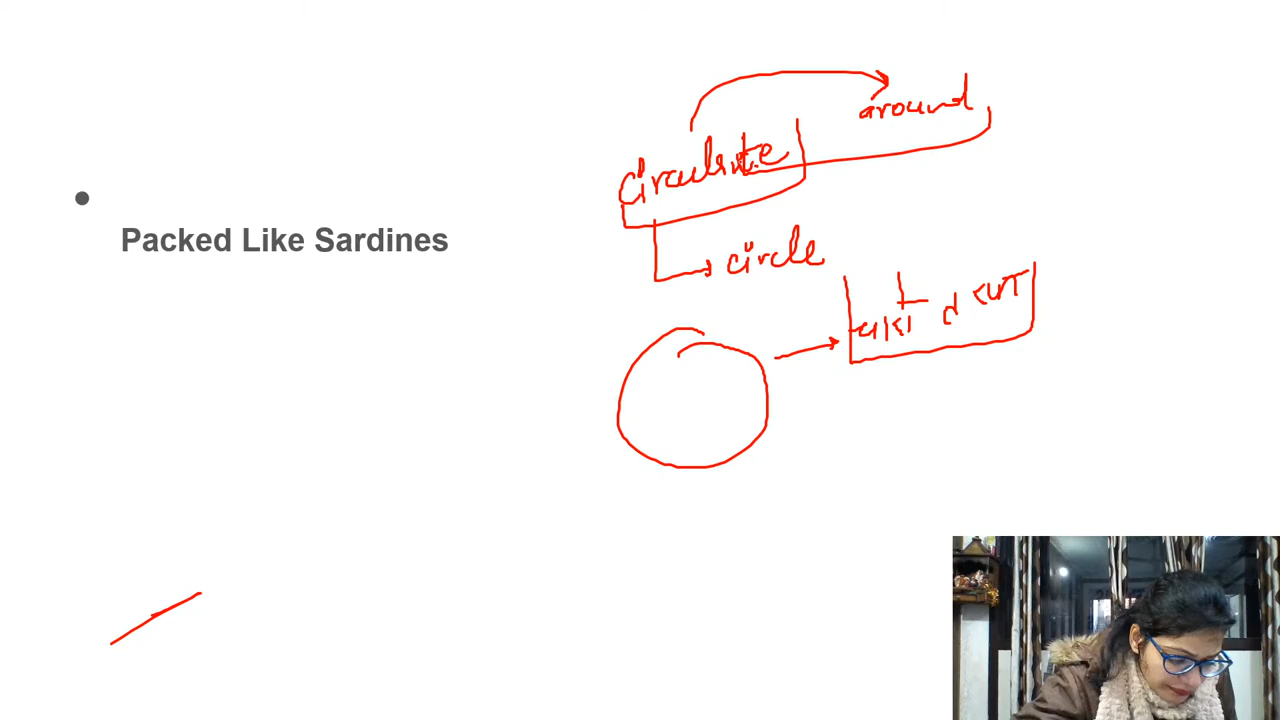 around
Circulate
Packed Like Sardines
circle